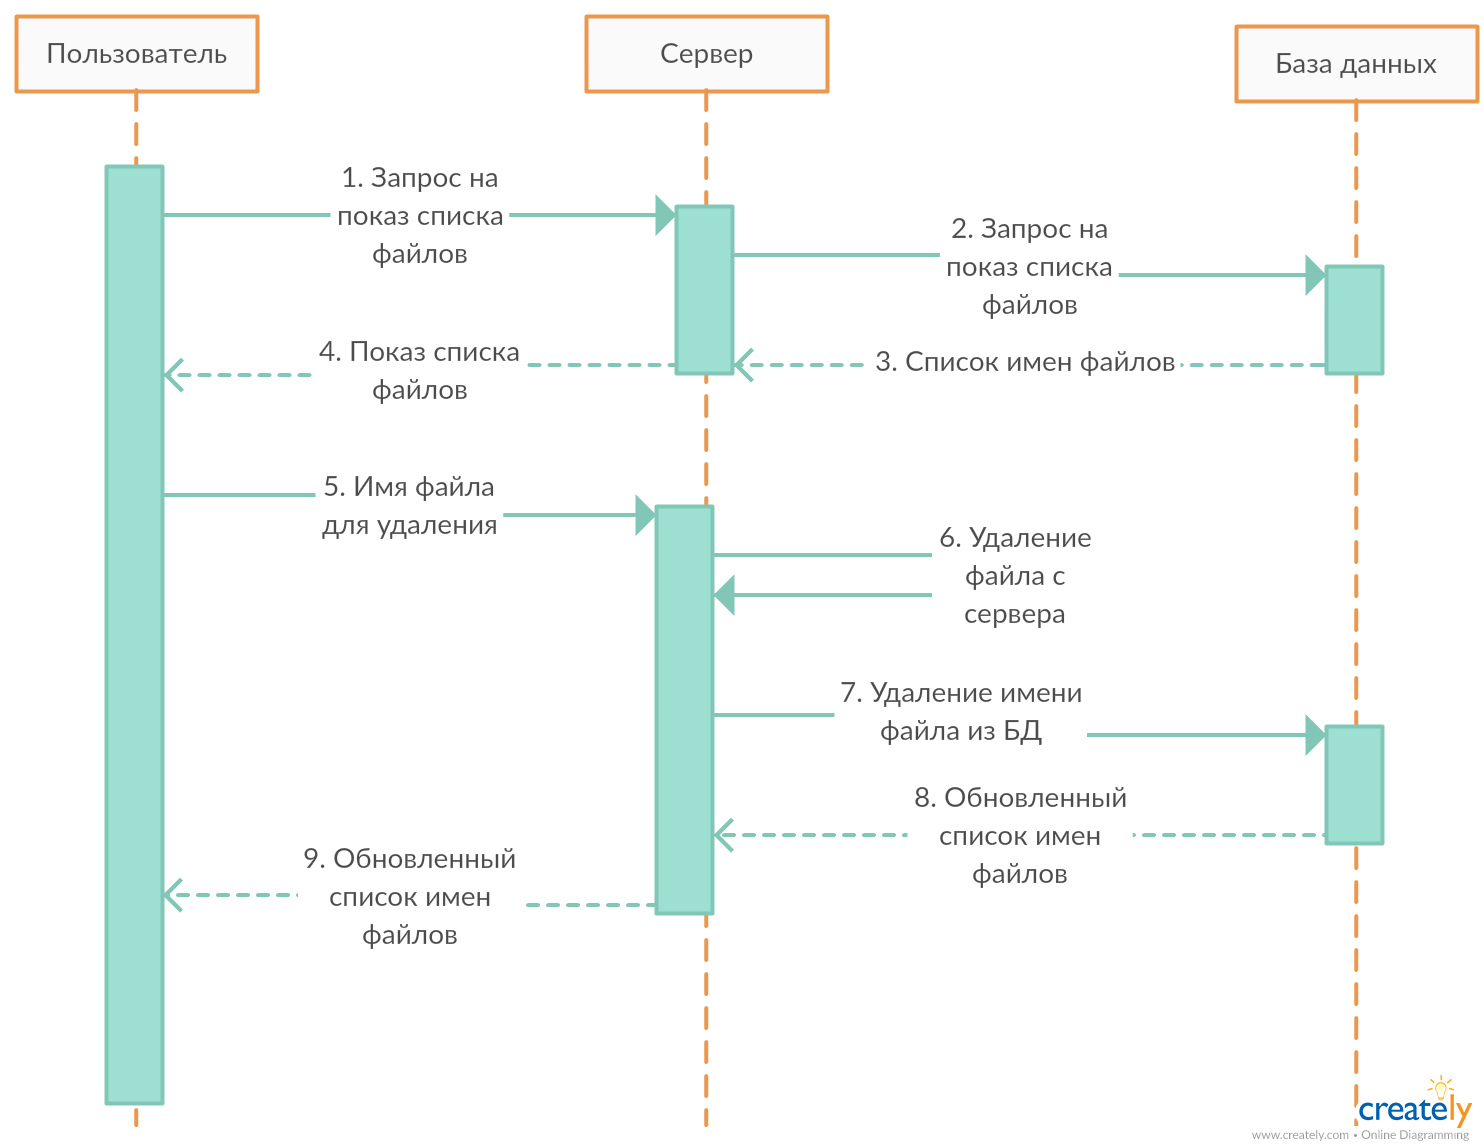 Пользователь
Сервер
База данных
1. Запрос на
показ списка
файлов
2. Запрос на
показ списка
файлов
3. Список имен файлов
4. Показ списка
файлов
5. Имя файла
для удаления
6. Удаление
файла с
сервера
7. Удаление имени
файла из БД
8. Обновленный
список имен
файлов
9. Обновленный
список имен
файлов
creately
www.creately.com • Online Diagramming